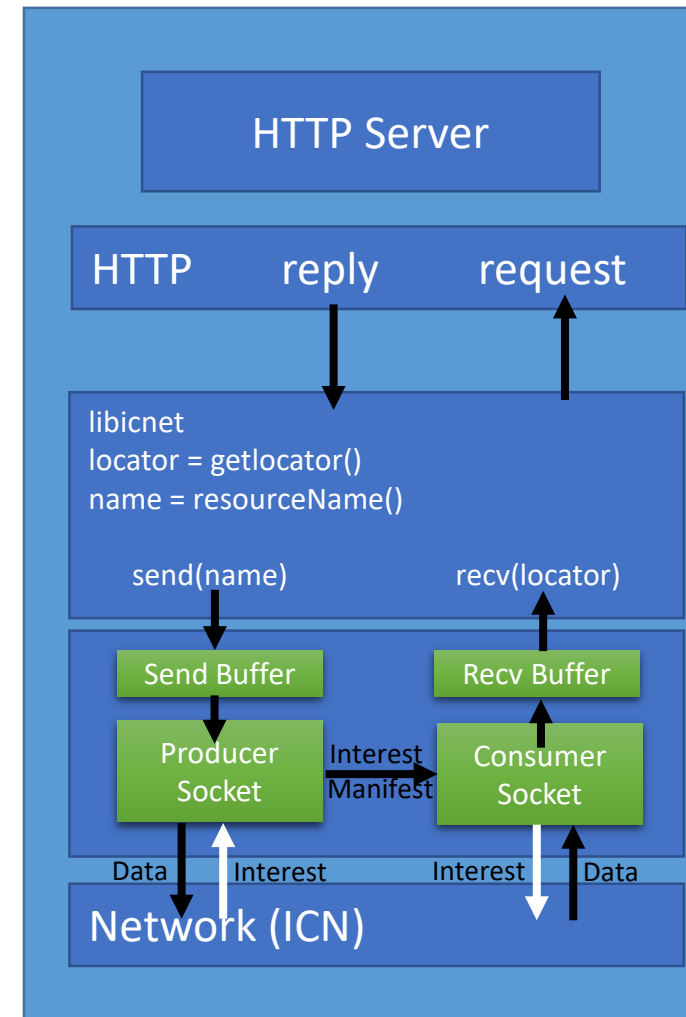 HTTP Server
HTTP reply request
libicnet
locator = getlocator()
name = resourceName()
send(name) recv(locator)
Send Buffer Recv Buffer
Producer
Socket
Interest
Manifest
Consumer
Socket
Data Interest Interest Data
Network (ICN)